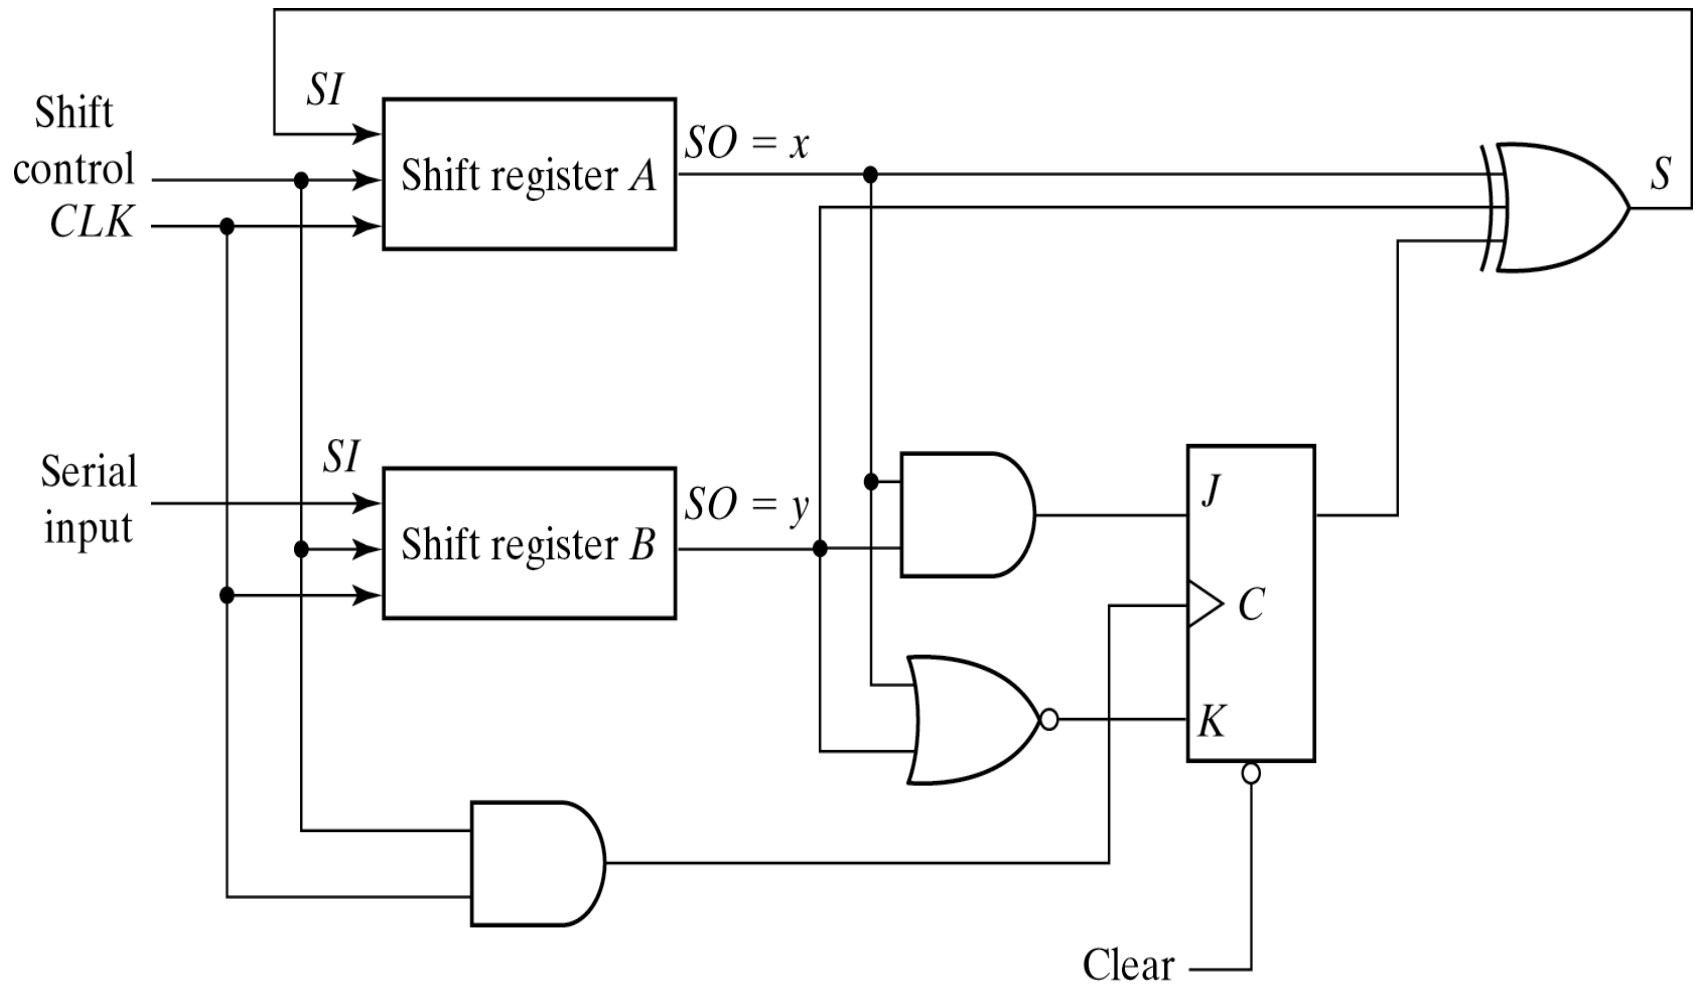 SI
Shift
control
CLK
Shift register A
SO = x
S
Serial
input
SI
Shift register B
SO = y
J
C
K
Clear